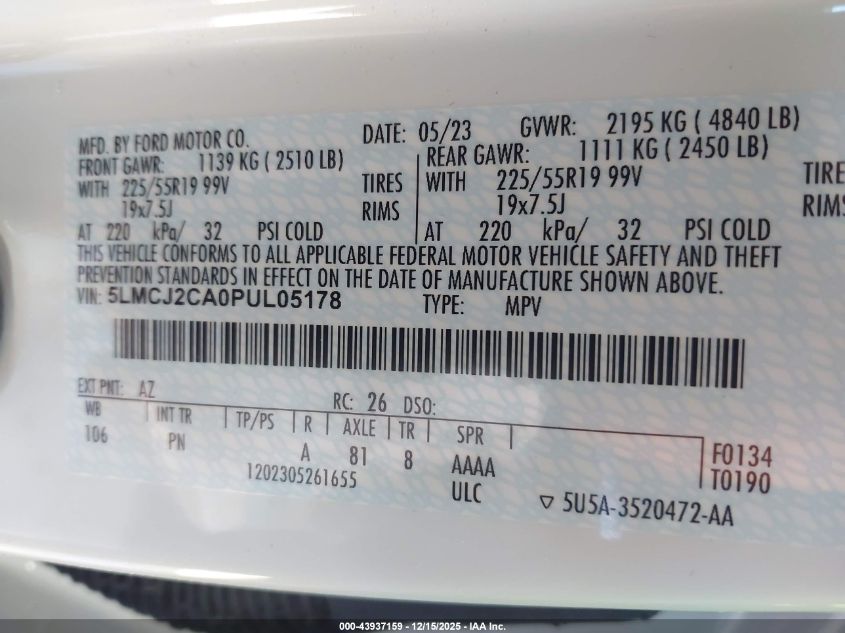 MFD. BY FORD MOTOR CO. DATE: 05/23 GVWR: 2195 KG ( 4840 LB)
FRONT GAWR: 1139 KG ( 2510 LB) REAR GAWR: 1111 KG ( 2450 LB)
WITH 225/55R19 99V TIRES WITH 225/55R19 99V TIRE
19x7.5J RIMS 19x7.5J RIMS
AT 220 kPa/ 32 PSI COLD AT 220 kPa/ 32 PSI COLD
THIS VEHICLE CONFORMS TO ALL APPLICABLE FEDERAL MOTOR VEHICLE SAFETY AND THEFT
PREVENTION STANDARDS IN EFFECT ON THE DATE OF MANUFACTURE SHOWN ABOVE.
VIN: 5LMCJ2CA0PUL05178 TYPE: MPV
EXT PNT: AZ RC: 26 DSO:
WB INT TR TP/PS R AXLE TR SPR
106 PN A 81 8 AAAA F0134
1202305261655 ULC T0190
5U5A-3520472-AA
000-43937159 - 12/15/2025 - IAA Inc.